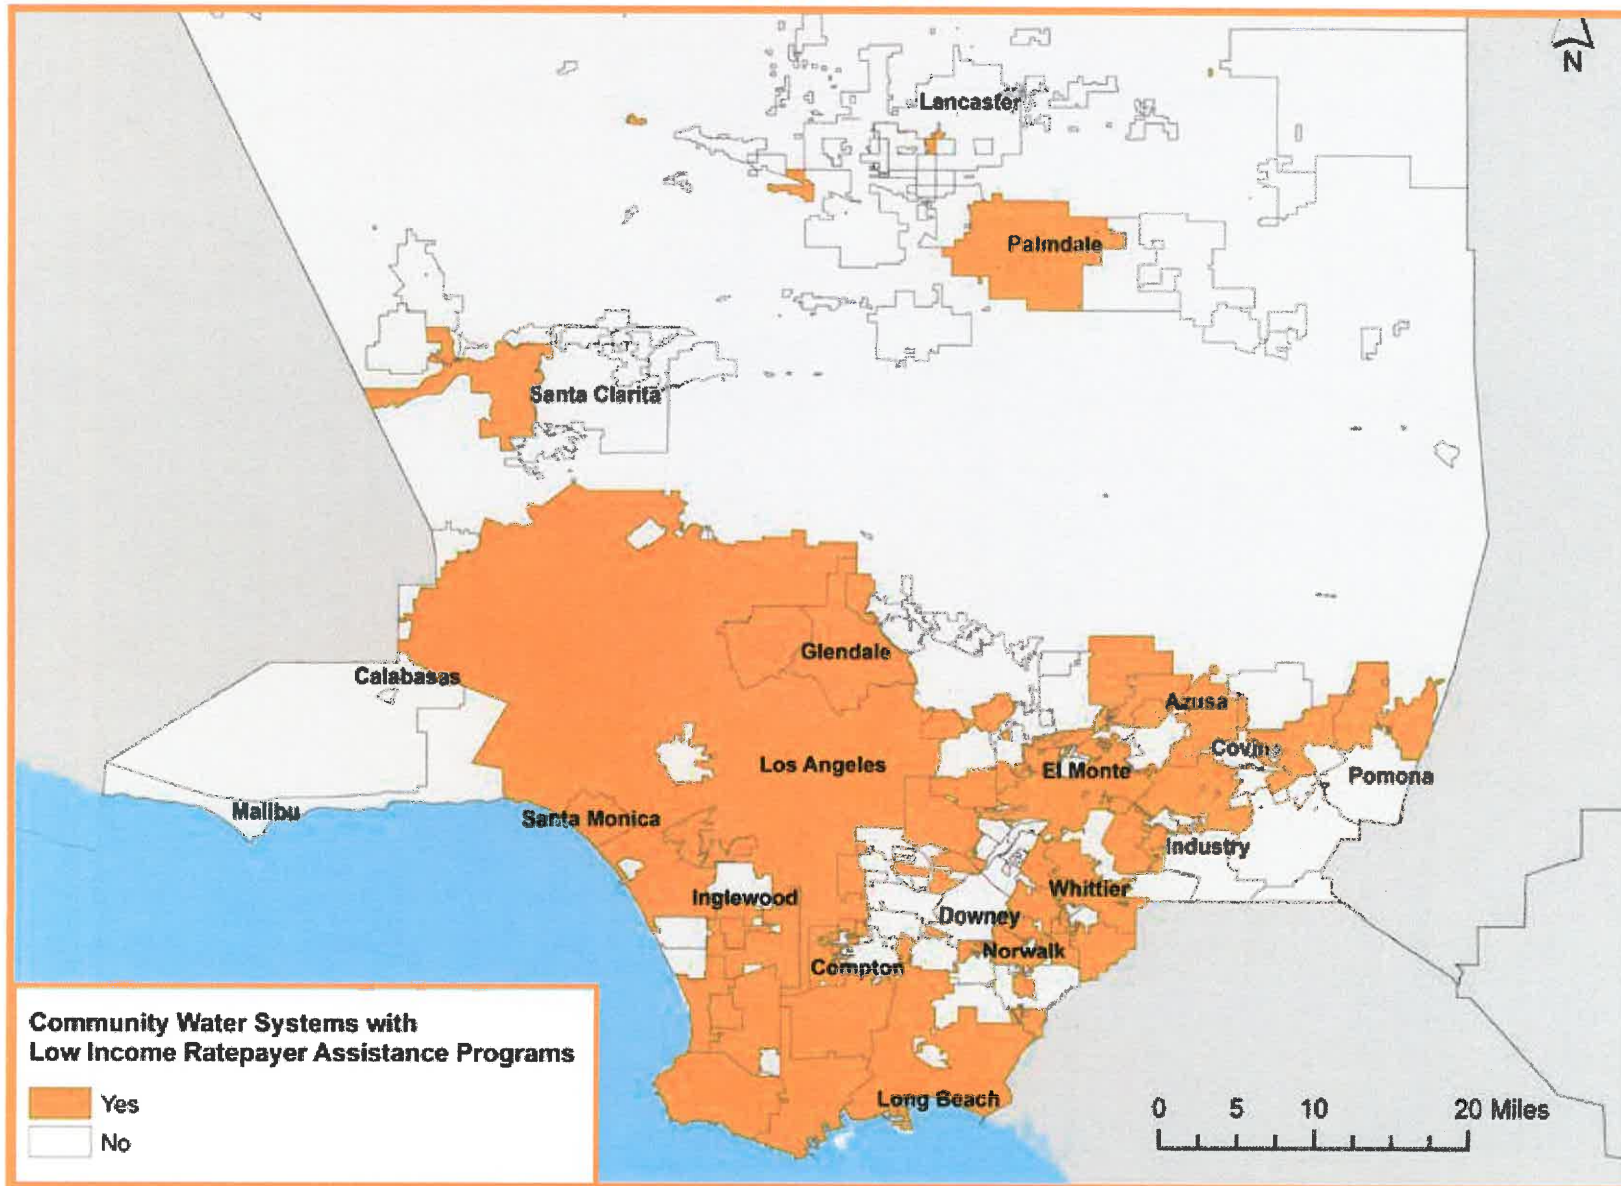 N
Lancaster
Palmdale
Santa Clarita
Glendale
Calabasas
Azusa
Covina
Los Angeles
El Monte
Pomona
Malibu
Santa Monica
Industry
Inglewood
Whittier
Downey
Norwalk
Compton
Long Beach
Community Water Systems with
Low Income Ratepayer Assistance Programs
Yes
No
0 5 10 20 Miles